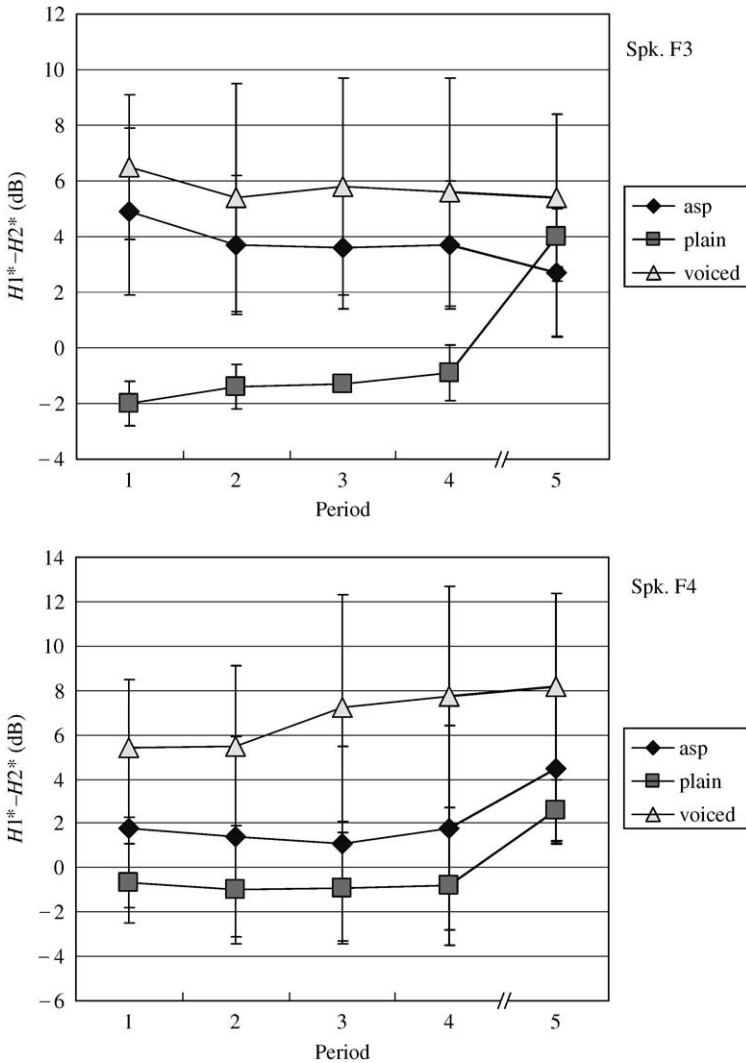 12
Spk. F3
10
8
6
4
2
0
−2
−4
H1*–H2* (dB)
asp
plain
voiced
1 2 3 4 5
Period
14
Spk. F4
12
10
8
6
4
2
0
−2
−4
−6
H1*–H2* (dB)
asp
plain
voiced
1 2 3 4 5
Period